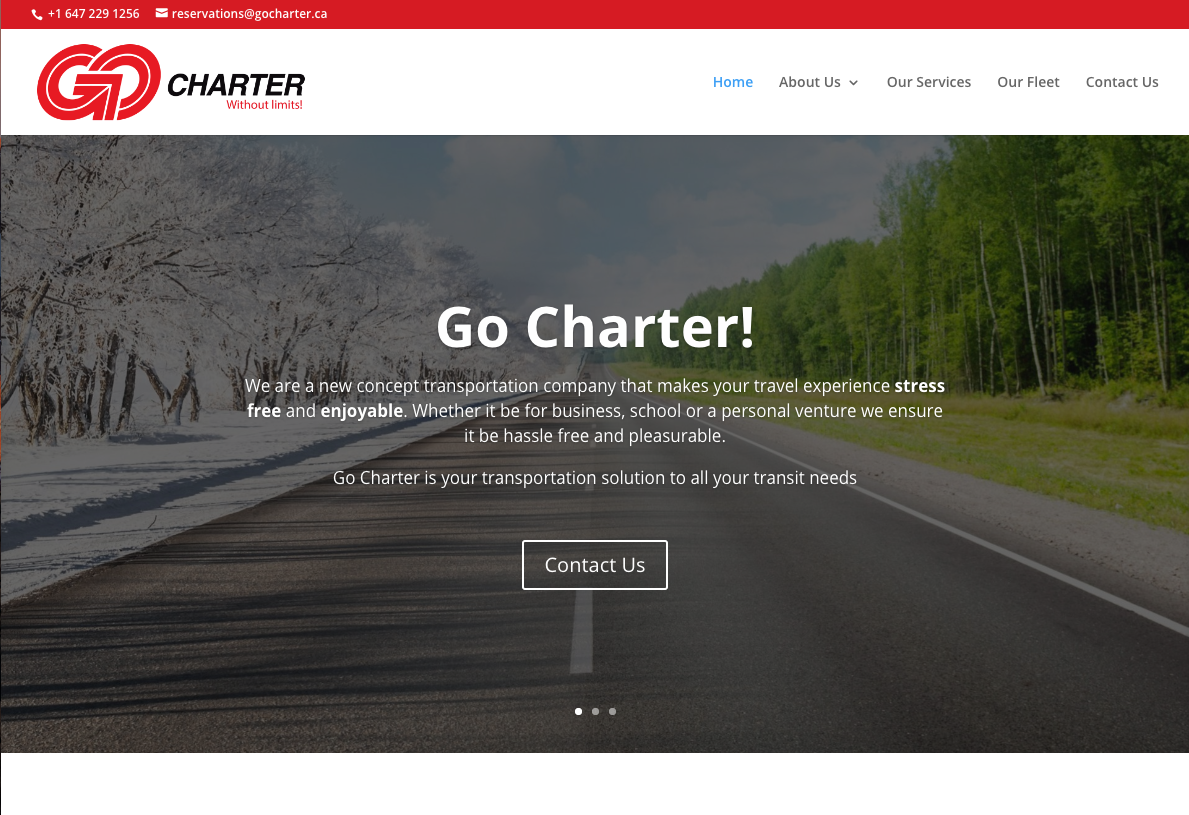 +1 647 229 1256 reservations@gocharter.ca
GO CHARTER
Without limits!
Home About Us Our Services Our Fleet Contact Us
Go Charter!
We are a new concept transportation company that makes your travel experience stress
free and enjoyable. Whether it be for business, school or a personal venture we ensure
it be hassle free and pleasurable.
Go Charter is your transportation solution to all your transit needs
Contact Us